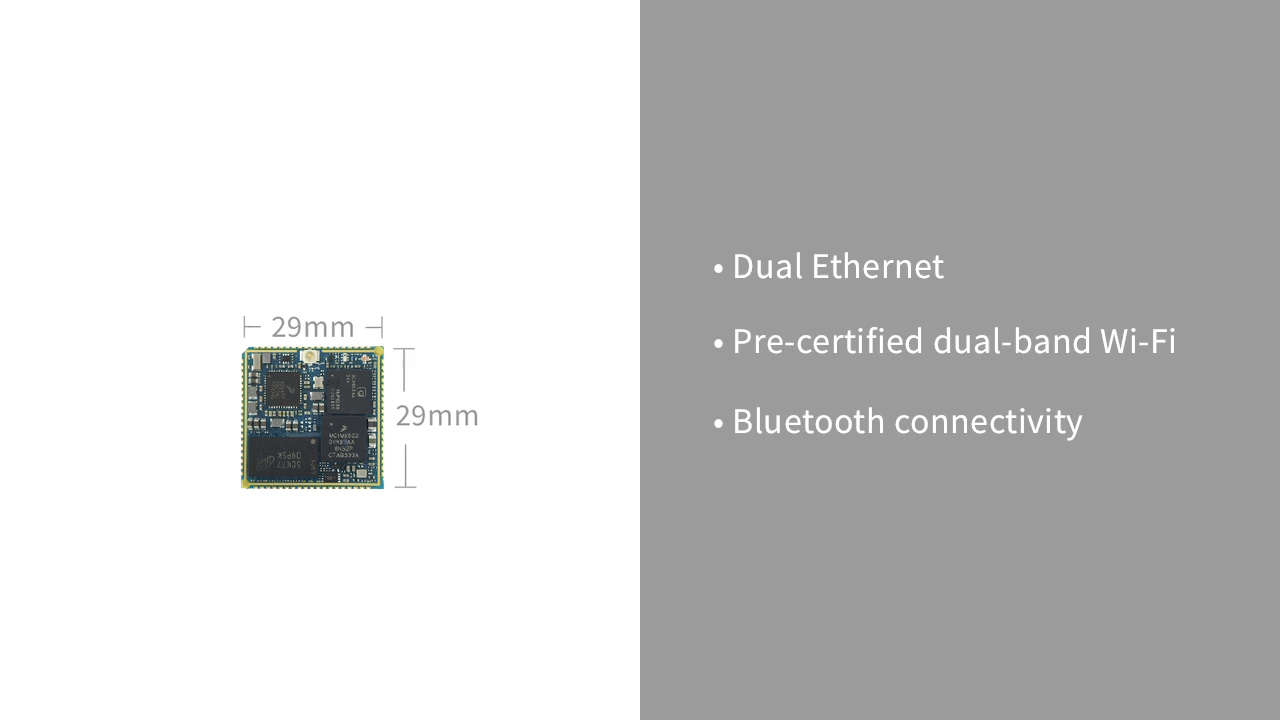 29mm
29mm
• Dual Ethernet
• Pre-certified dual-band Wi-Fi
• Bluetooth connectivity